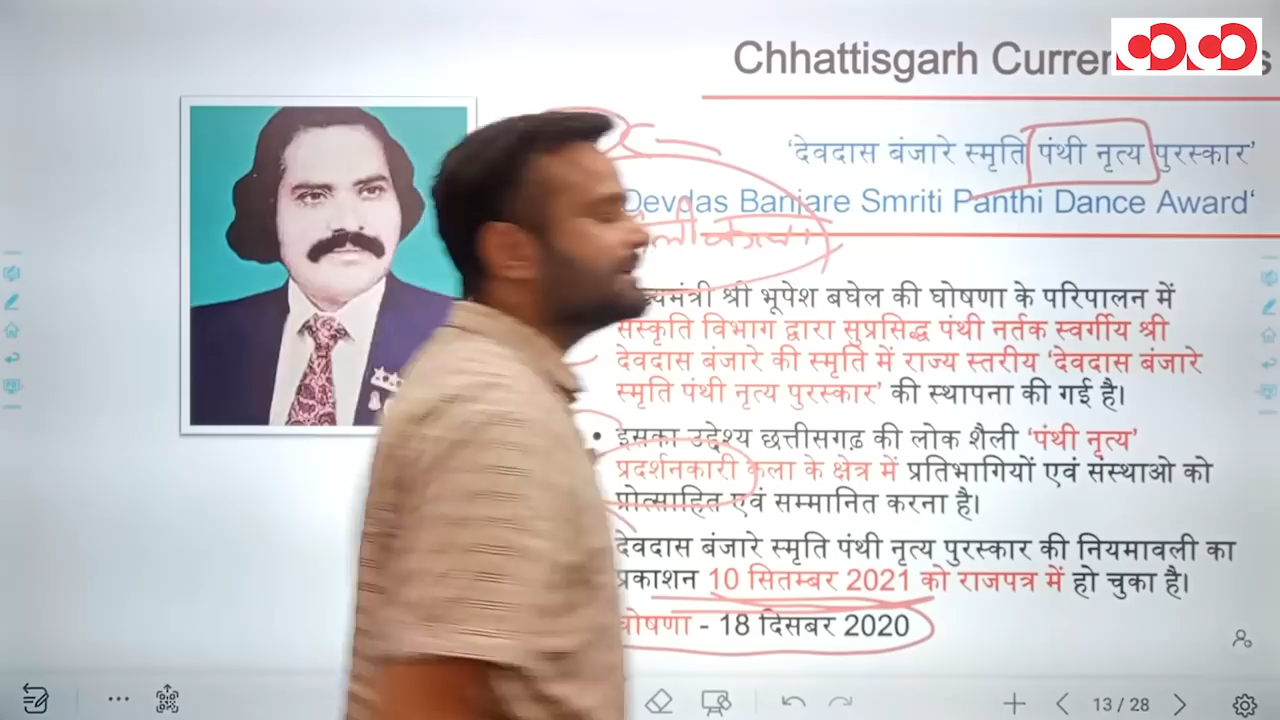 Chhattisgarh Curren
'देवदास बंजारे स्मृति पंथी नृत्य पुरस्कार'
Devdas Banjare Smriti Panthi Dance Award'
श्री भूपेश बघेल की घोषणा के परिपालन में
संस्कृति विभाग द्वारा सुप्रसिद्ध पंथी नर्तक स्वर्गीय श्री
देवदास बंजारे की स्मृति में राज्य स्तरीय 'देवदास बंजारे
स्मृति पंथी नृत्य पुरस्कार' की स्थापना की गई है।
• इसका उद्देश्य छत्तीसगढ़ की लोक शैली 'पंथी नृत्य'
प्रदर्शनकारी कला के क्षेत्र में प्रतिभागियों एवं संस्थाओ को
प्रोत्साहित एवं सम्मानित करना है।
देवदास बंजारे स्मृति पंथी नृत्य पुरस्कार की नियमावली का
प्रकाशन 10 सितम्बर 2021 को राजपत्र में हो चुका है।
घोषणा - 18 दिसबर 2020
13 / 28